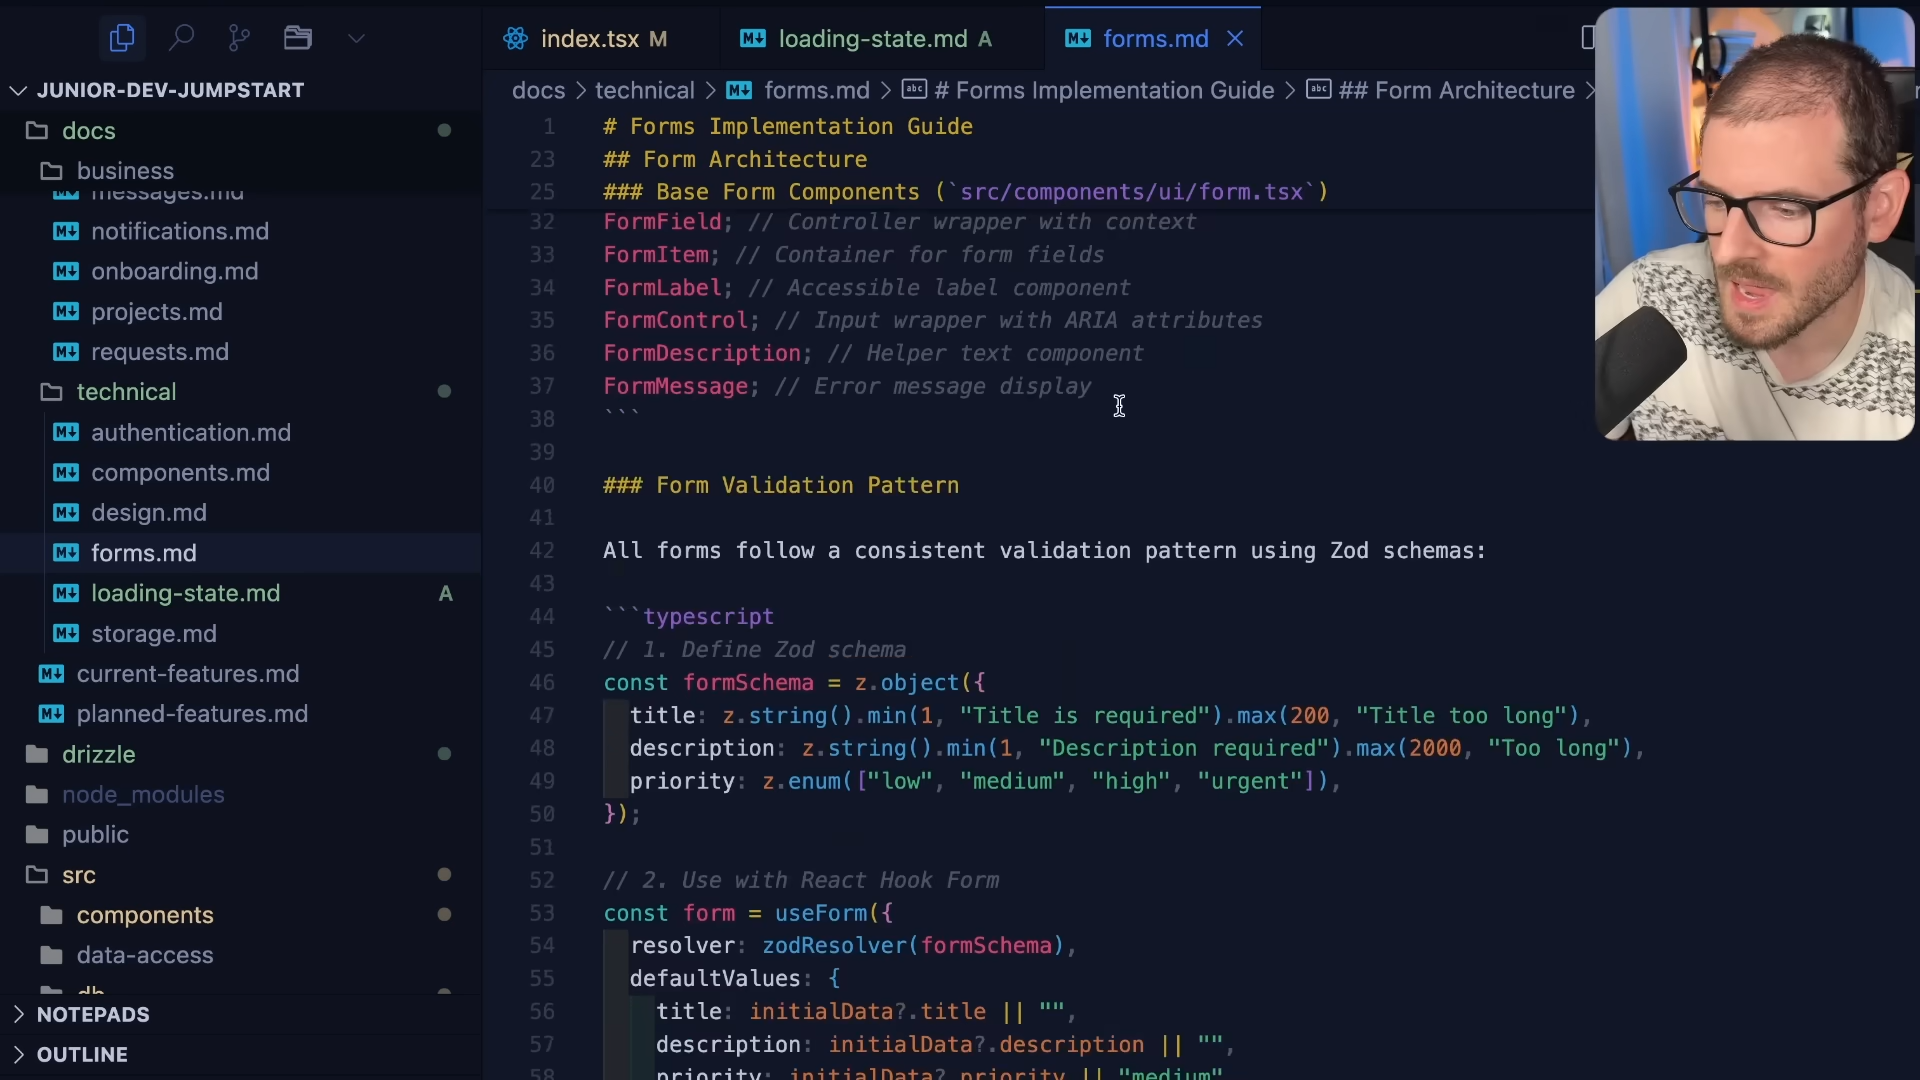 index.tsx M
loading-state.md A
forms.md
JUNIOR-DEV-JUMPSTART
docs
business
messages.md
notifications.md
onboarding.md
projects.md
requests.md
technical
authentication.md
components.md
design.md
forms.md
loading-state.md A
storage.md
current-features.md
planned-features.md
drizzle
node_modules
public
src
components
data-access
db
NOTEPADS
OUTLINE
docs > technical > forms.md > # Forms Implementation Guide > ## Form Architecture >
1 # Forms Implementation Guide
23 ## Form Architecture
25 ### Base Form Components (`src/components/ui/form.tsx`)
32 FormField; // Controller wrapper with context
33 FormItem; // Container for form fields
34 FormLabel; // Accessible label component
35 FormControl; // Input wrapper with ARIA attributes
36 FormDescription; // Helper text component
37 FormMessage; // Error message display
38 ```
39
40 ### Form Validation Pattern
41
42 All forms follow a consistent validation pattern using Zod schemas:
43
44 ```typescript
45 // 1. Define Zod schema
46 const formSchema = z.object({
47 title: z.string().min(1, "Title is required").max(200, "Title too long"),
48 description: z.string().min(1, "Description required").max(2000, "Too long"),
49 priority: z.enum(["low", "medium", "high", "urgent"]),
50 });
51
52 // 2. Use with React Hook Form
53 const form = useForm({
54 resolver: zodResolver(formSchema),
55 defaultValues: {
56 title: initialData?.title || "",
57 description: initialData?.description || "",
58 priority: initialData?.priority || "medium"